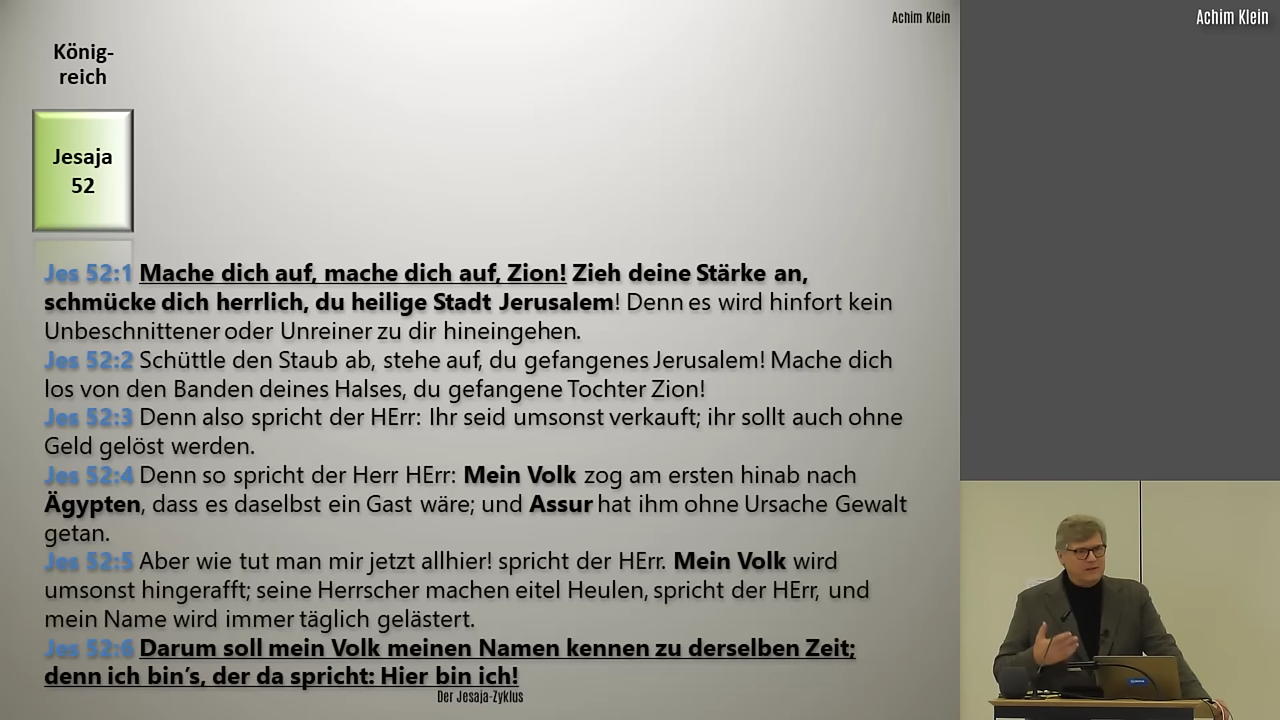 Achim Klein
Achim Klein
König-
reich
Jesaja
52
Jes 52:1 Mache dich auf, mache dich auf, Zion! Zieh deine Stärke an,
schmücke dich herrlich, du heilige Stadt Jerusalem! Denn es wird hinfort kein
Unbeschnittener oder Unreiner zu dir hineingehen.
Jes 52:2 Schüttle den Staub ab, stehe auf, du gefangenes Jerusalem! Mache dich
los von den Banden deines Halses, du gefangene Tochter Zion!
Jes 52:3 Denn also spricht der HErr: Ihr seid umsonst verkauft; ihr sollt auch ohne
Geld gelöst werden.
Jes 52:4 Denn so spricht der Herr HErr: Mein Volk zog am ersten hinab nach
Ägypten, dass es daselbst ein Gast wäre; und Assur hat ihm ohne Ursache Gewalt
getan.
Jes 52:5 Aber wie tut man mir jetzt allhier! spricht der HErr. Mein Volk wird
umsonst hingerafft; seine Herrscher machen eitel Heulen, spricht der HErr, und
mein Name wird immer täglich gelästert.
Jes 52:6 Darum soll mein Volk meinen Namen kennen zu derselben Zeit;
denn ich bin’s, der da spricht: Hier bin ich!
Der Jesaja-Zyklus